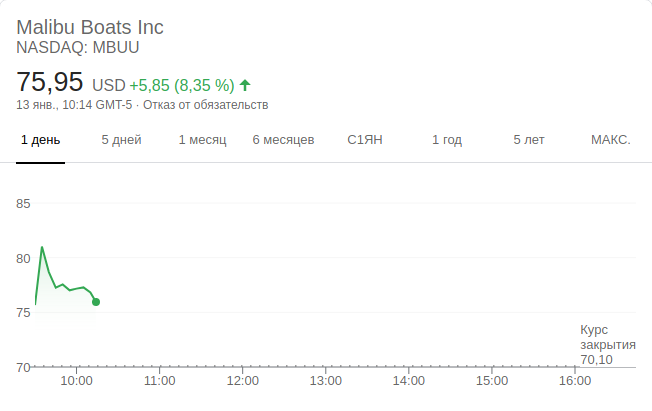 Malibu Boats Inc
NASDAQ: MBUU
75,95 USD +5,85 (8,35 %)
13 янв., 10:14 GMT-5 · Отказ от обязательств
1 день 5 дней 1 месяц 6 месяцев С1ЯН 1 год 5 лет МАКС.
85
80
75
70
Курс
закрытия
70,10
10:00 11:00 12:00 13:00 14:00 15:00 16:00